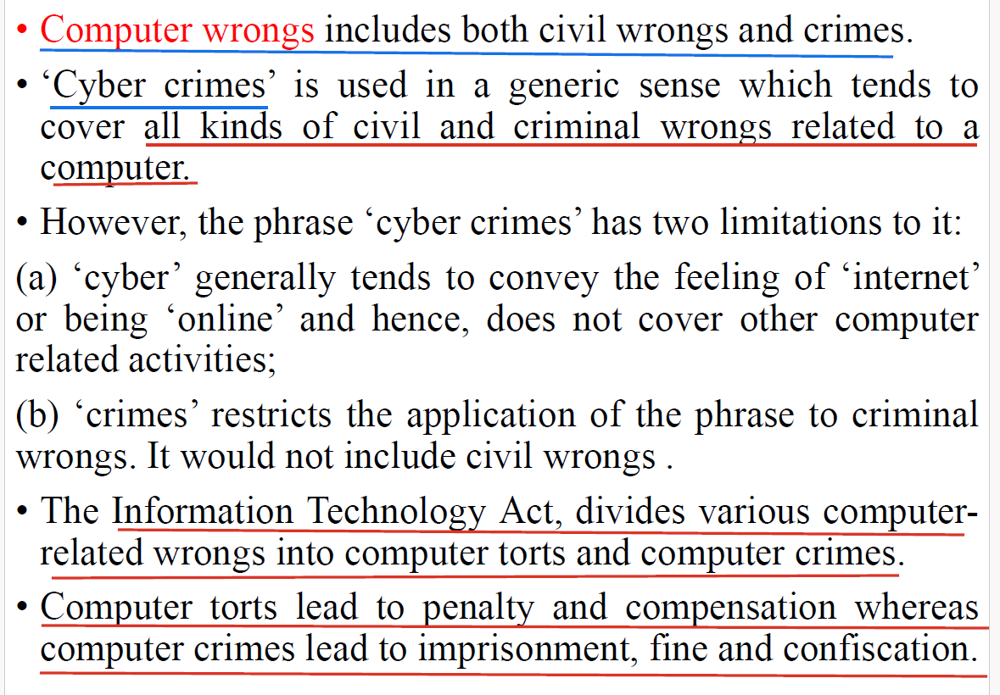 • Computer wrongs includes both civil wrongs and crimes.
• ‘Cyber crimes’ is used in a generic sense which tends to
cover all kinds of civil and criminal wrongs related to a
computer.
• However, the phrase ‘cyber crimes’ has two limitations to it:
(a) ‘cyber’ generally tends to convey the feeling of ‘internet’
or being ‘online’ and hence, does not cover other computer
related activities;
(b) ‘crimes’ restricts the application of the phrase to criminal
wrongs. It would not include civil wrongs .
• The Information Technology Act, divides various computer-
related wrongs into computer torts and computer crimes.
• Computer torts lead to penalty and compensation whereas
computer crimes lead to imprisonment, fine and confiscation.